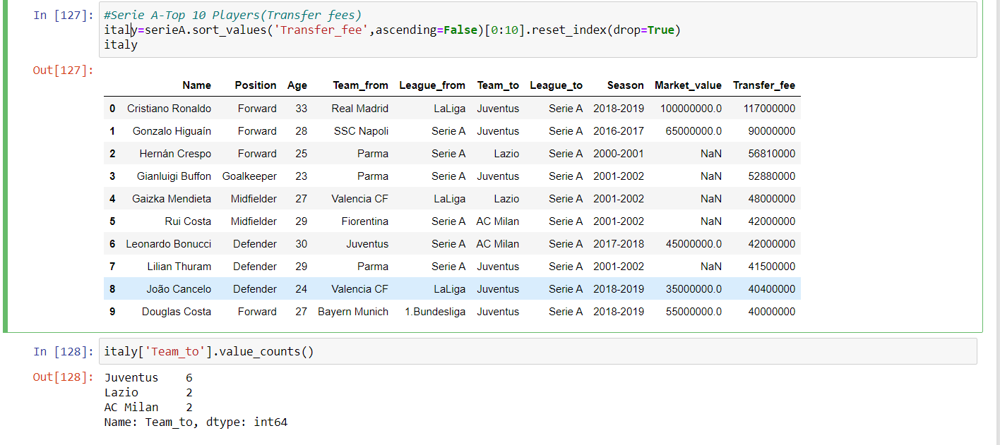 In [127]: #Serie A-Top 10 Players(Transfer fees)
italy=serieA.sort_values('Transfer_fee',ascending=False)[0:10].reset_index(drop=True)
italy
Out[127]:
Name Position Age Team_from League_from Team_to League_to Season Market_value Transfer_fee
0 Cristiano Ronaldo Forward 33 Real Madrid LaLiga Juventus Serie A 2018-2019 100000000.0 117000000
1 Gonzalo Higuaín Forward 28 SSC Napoli Serie A Juventus Serie A 2016-2017 65000000.0 90000000
2 Hernán Crespo Forward 25 Parma Serie A Lazio Serie A 2000-2001 NaN 56810000
3 Gianluigi Buffon Goalkeeper 23 Parma Serie A Juventus Serie A 2001-2002 NaN 52880000
4 Gaizka Mendieta Midfielder 27 Valencia CF LaLiga Lazio Serie A 2001-2002 NaN 48000000
5 Rui Costa Midfielder 29 Fiorentina Serie A AC Milan Serie A 2001-2002 NaN 42000000
6 Leonardo Bonucci Defender 30 Juventus Serie A AC Milan Serie A 2017-2018 45000000.0 42000000
7 Lilian Thuram Defender 29 Parma Serie A Juventus Serie A 2001-2002 NaN 41500000
8 João Cancelo Defender 24 Valencia CF LaLiga Juventus Serie A 2018-2019 35000000.0 40400000
9 Douglas Costa Forward 27 Bayern Munich 1.Bundesliga Juventus Serie A 2018-2019 55000000.0 40000000
In [128]: italy['Team_to'].value_counts()
Out[128]: Juventus 6
Lazio 2
AC Milan 2
Name: Team_to, dtype: int64